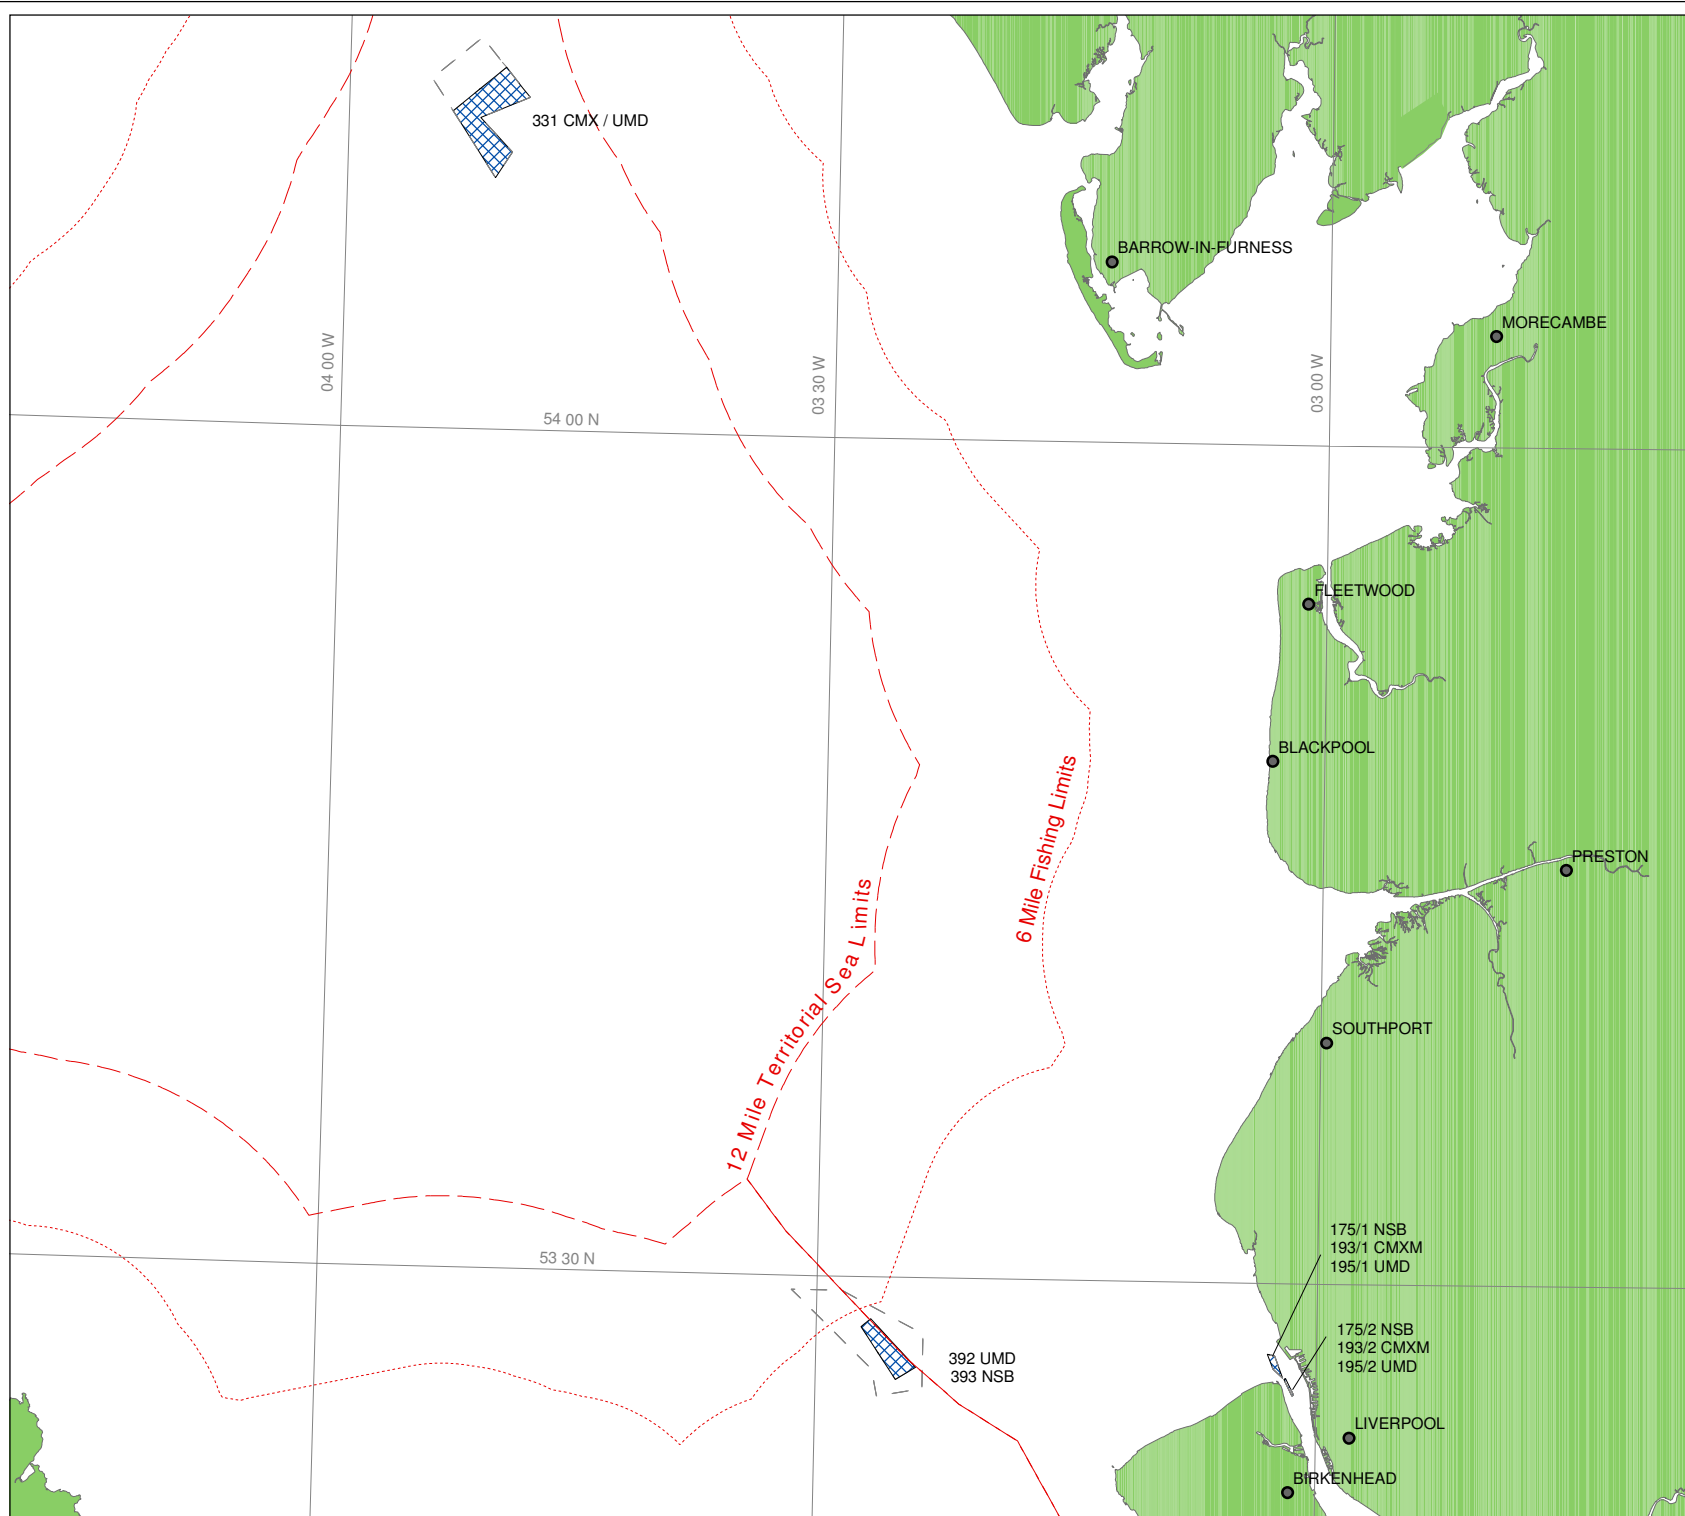 331 CMX / UMD
BARROW-IN-FURNESS
MORECAMBE
04 00 W
03 30 W
03 00 W
54 00 N
FLEETWOOD
BLACKPOOL
6 Mile Fishing Limits
PRESTON
12 Mile Territorial Sea Limits
SOUTHPORT
53 30 N
175/1 NSB
193/1 CMXM
195/1 UMD
175/2 NSB
193/2 CMXM
195/2 UMD
392 UMD
393 NSB
LIVERPOOL
BIRKENHEAD